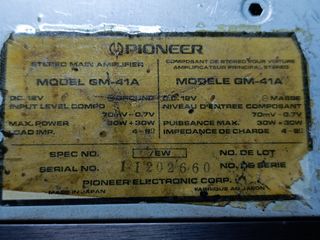 PIONEER
STEREO MAIN AMPLIFIER
COMPOSANT DE STEREO POUR VOITURE
AMPLIFICATEUR PRINCIPAL STEREO
MODEL GM-41A MODELE GM-41A
DC. 12V GROUND D.C. 12V MASSE
INPUT LEVEL COMPO NIVEAU D'ENTREE COMPOSANT
70mV - 0.7V 70mV - 0.7V
MAX. POWER 30W+30W PUISSANCE MAX. 30W+30W
LOAD IMP. 4-8Ω IMPEDANCE DE CHARGE 4-8Ω
SPEC NO. /EW NO. DE LOT
SERIAL NO. NO. DE SERIE
PIONEER ELECTRONIC CORP.
MADE IN JAPAN FABRIQUE AU JAPON